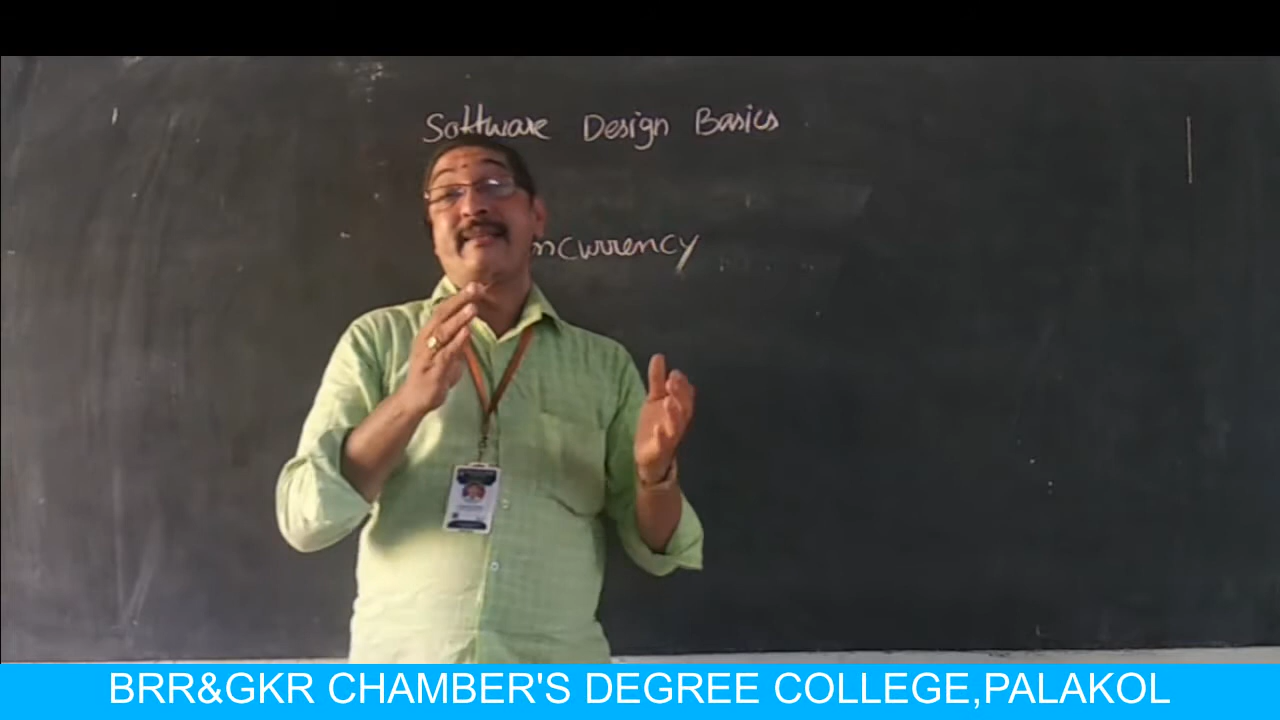 Software Design Basics
ncurrency
BRR&GKR CHAMBER'S DEGREE COLLEGE,PALAKOL